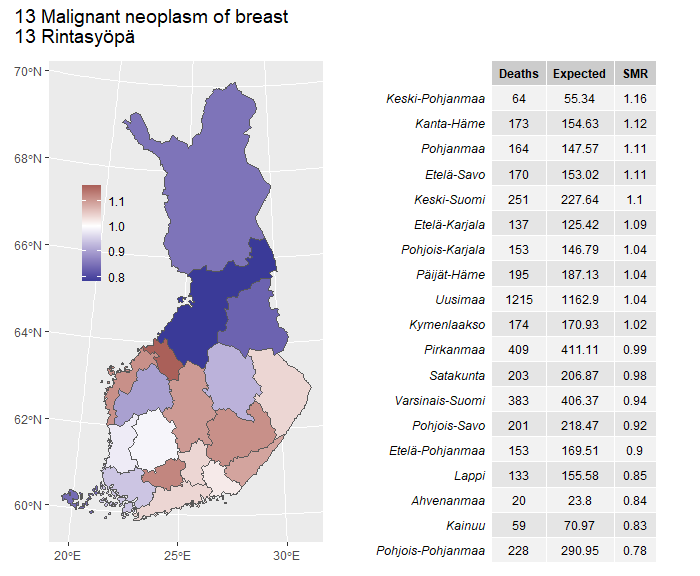 13 Malignant neoplasm of breast
13 Rintasyöpä
70°N
68°N
66°N
64°N
62°N
60°N
20°E
25°E
30°E
1.1
1.0
0.9
0.8
Deaths Expected SMR
Keski-Pohjanmaa 64 55.34 1.16
Kanta-Häme 173 154.63 1.12
Pohjanmaa 164 147.57 1.11
Etelä-Savo 170 153.02 1.11
Keski-Suomi 251 227.64 1.1
Etelä-Karjala 137 125.42 1.09
Pohjois-Karjala 153 146.79 1.04
Päijät-Häme 195 187.13 1.04
Uusimaa 1215 1162.9 1.04
Kymenlaakso 174 170.93 1.02
Pirkanmaa 409 411.11 0.99
Satakunta 203 206.87 0.98
Varsinais-Suomi 383 406.37 0.94
Pohjois-Savo 201 218.47 0.92
Etelä-Pohjanmaa 153 169.51 0.9
Lappi 133 155.58 0.85
Ahvenanmaa 20 23.8 0.84
Kainuu 59 70.97 0.83
Pohjois-Pohjanmaa 228 290.95 0.78